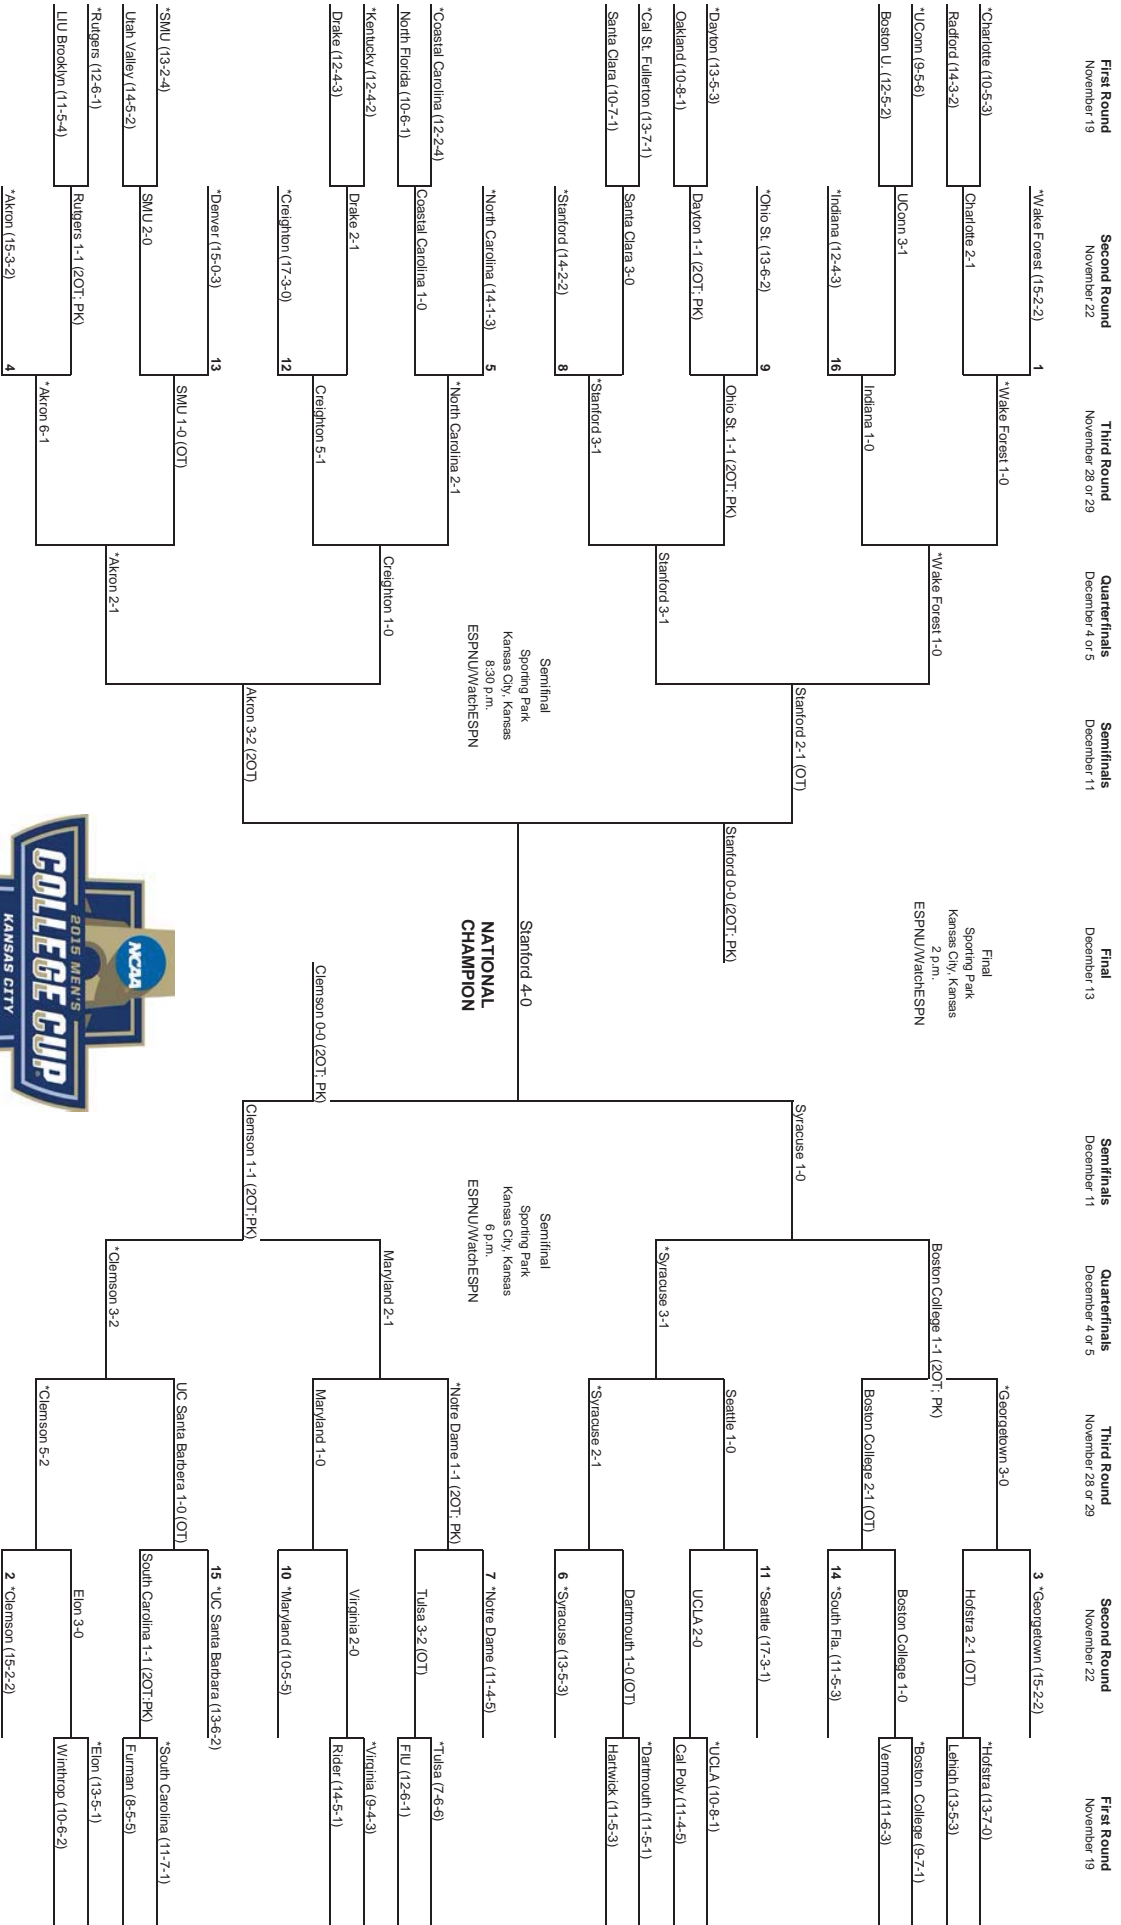 First Round
November 19
Second Round
November 22
Third Round
November 28 or 29
Quarterfinals
December 4 or 5
Semifinals
December 11
Final
December 13
Semifinals
December 11
Quarterfinals
December 4 or 5
Third Round
November 28 or 29
Second Round
November 22
First Round
November 19
*Charlotte (10-5-3)
Radford (14-3-2)
*UConn (9-5-6)
Boston U. (12-5-2)
*Dayton (13-5-3)
Oakland (10-8-1)
*Cal St. Fullerton (13-7-1)
Santa Clara (10-7-1)
*Coastal Carolina (12-2-4)
North Florida (10-6-1)
*Kentucky (12-4-2)
Drake (12-4-3)
*SMU (13-2-4)
Utah Valley (14-5-2)
*Rutgers (12-6-1)
LIU Brooklyn (11-5-4)
*Wake Forest (15-2-2) 1
Charlotte 2-1
UConn 3-1
*Indiana (12-4-3) 16
*Ohio St. (13-6-2) 9
Dayton 1-1 (2OT; PK)
Santa Clara 3-0
*Stanford (14-2-2) 8
*North Carolina (14-1-3) 5
Coastal Carolina 1-0
Drake 2-1
*Creighton (17-3-0) 12
*Denver (15-0-3) 13
SMU 2-0
Rutgers 1-1 (2OT; PK)
*Akron (15-3-2) 4
*Wake Forest 1-0
Indiana 1-0
Ohio St. 1-1 (2OT; PK)
*Stanford 3-1
*North Carolina 2-1
Creighton 5-1
SMU 1-0 (OT)
*Akron 6-1
*Wake Forest 1-0
Stanford 3-1
Creighton 1-0
*Akron 2-1
Semifinal
Sporting Park
Kansas City, Kansas
8:30 p.m.
ESPNU/WatchESPN
Stanford 2-1 (OT)
Akron 3-2 (2OT)
Final
Sporting Park
Kansas City, Kansas
2 p.m.
ESPNU/WatchESPN
Stanford 0-0 (2OT; PK)
Stanford 4-0
NATIONAL
CHAMPION
Clemson 0-0 (2OT; PK)
NCAA
2015 MEN'S
COLLEGE CUP
KANSAS CITY
Syracuse 1-0
Clemson 1-1 (2OT;PK)
Semifinal
Sporting Park
Kansas City, Kansas
6 p.m.
ESPNU/WatchESPN
Boston College 1-1 (2OT; PK)
*Syracuse 3-1
Maryland 2-1
*Clemson 3-2
*Georgetown 3-0
Boston College 2-1 (OT)
Seattle 1-0
*Syracuse 2-1
*Notre Dame 1-1 (2OT; PK)
Maryland 1-0
UC Santa Barbera 1-0 (OT)
*Clemson 5-2
3 *Georgetown (15-2-2)
Hofstra 2-1 (OT)
Boston College 1-0
14 *South Fla. (11-5-3)
11 *Seattle (17-3-1)
UCLA 2-0
Dartmouth 1-0 (OT)
6 *Syracuse (13-5-3)
7 *Notre Dame (11-4-5)
Tulsa 3-2 (OT)
Virginia 2-0
10 *Maryland (10-5-5)
15 *UC Santa Barbara (13-6-2)
South Carolina 1-1 (2OT:PK)
Elon 3-0
2 *Clemson (15-2-2)
*Hofstra (13-7-0)
Lehigh (13-5-3)
*Boston College (9-7-1)
Vermont (11-6-3)
*UCLA (10-8-1)
Cal Poly (11-4-5)
*Dartmouth (11-5-1)
Hartwick (11-5-3)
*Tulsa (7-6-6)
FIU (12-6-1)
*Virginia (9-4-3)
Rider (14-5-1)
*South Carolina (11-7-1)
Furman (8-5-5)
*Elon (13-5-1)
Winthrop (10-6-2)